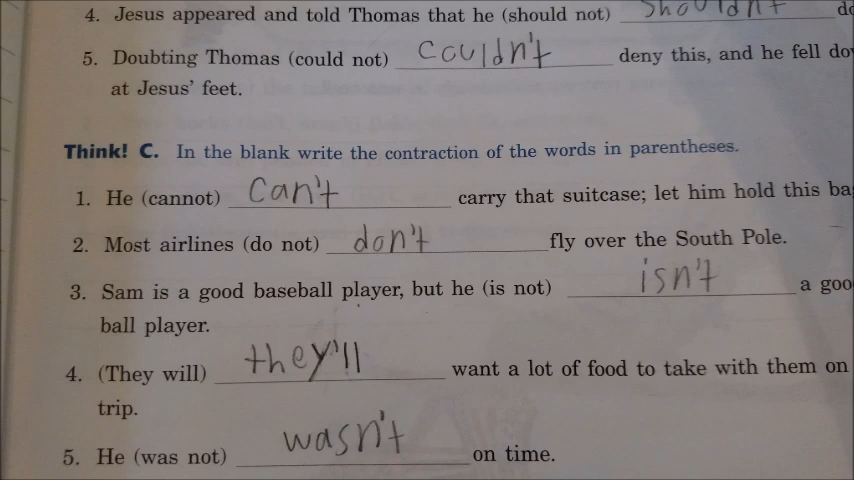 4. Jesus appeared and told Thomas that he (should not) shouldn't
5. Doubting Thomas (could not) couldn't deny this, and he fell
at Jesus' feet.
Think! C. In the blank write the contraction of the words in parentheses.
1. He (cannot) can't carry that suitcase; let him hold this
2. Most airlines (do not) don't fly over the South Pole.
3. Sam is a good baseball player, but he (is not) isn't a
ball player.
4. (They will) they'll want a lot of food to take with them on
trip.
5. He (was not) wasn't on time.